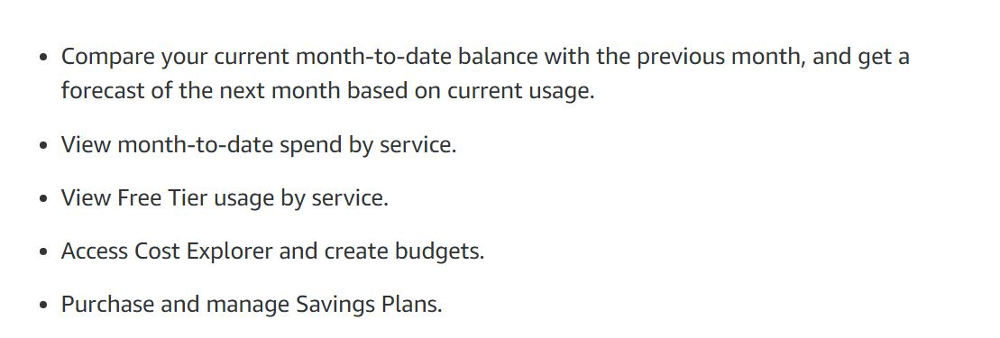 • Compare your current month-to-date balance with the previous month, and get a
forecast of the next month based on current usage.
• View month-to-date spend by service.
• View Free Tier usage by service.
• Access Cost Explorer and create budgets.
• Purchase and manage Savings Plans.